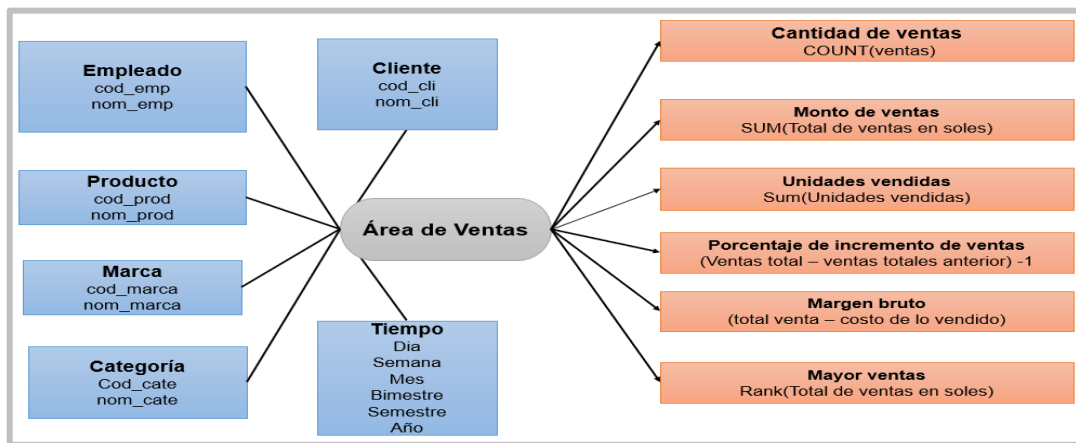 Empleado
cod_emp
nom_emp
Cliente
cod_cli
nom_cli
Producto
cod_prod
nom_prod
Marca
cod_marca
nom_marca
Categoría
Cod_cate
nom_cate
Tiempo
Dia
Semana
Mes
Bimestre
Semestre
Año
Área de Ventas
Cantidad de ventas
COUNT(ventas)
Monto de ventas
SUM(Total de ventas en soles)
Unidades vendidas
Sum(Unidades vendidas)
Porcentaje de incremento de ventas
(Ventas total – ventas totales anterior) -1
Margen bruto
(total venta – costo de lo vendido)
Mayor ventas
Rank(Total de ventas en soles)